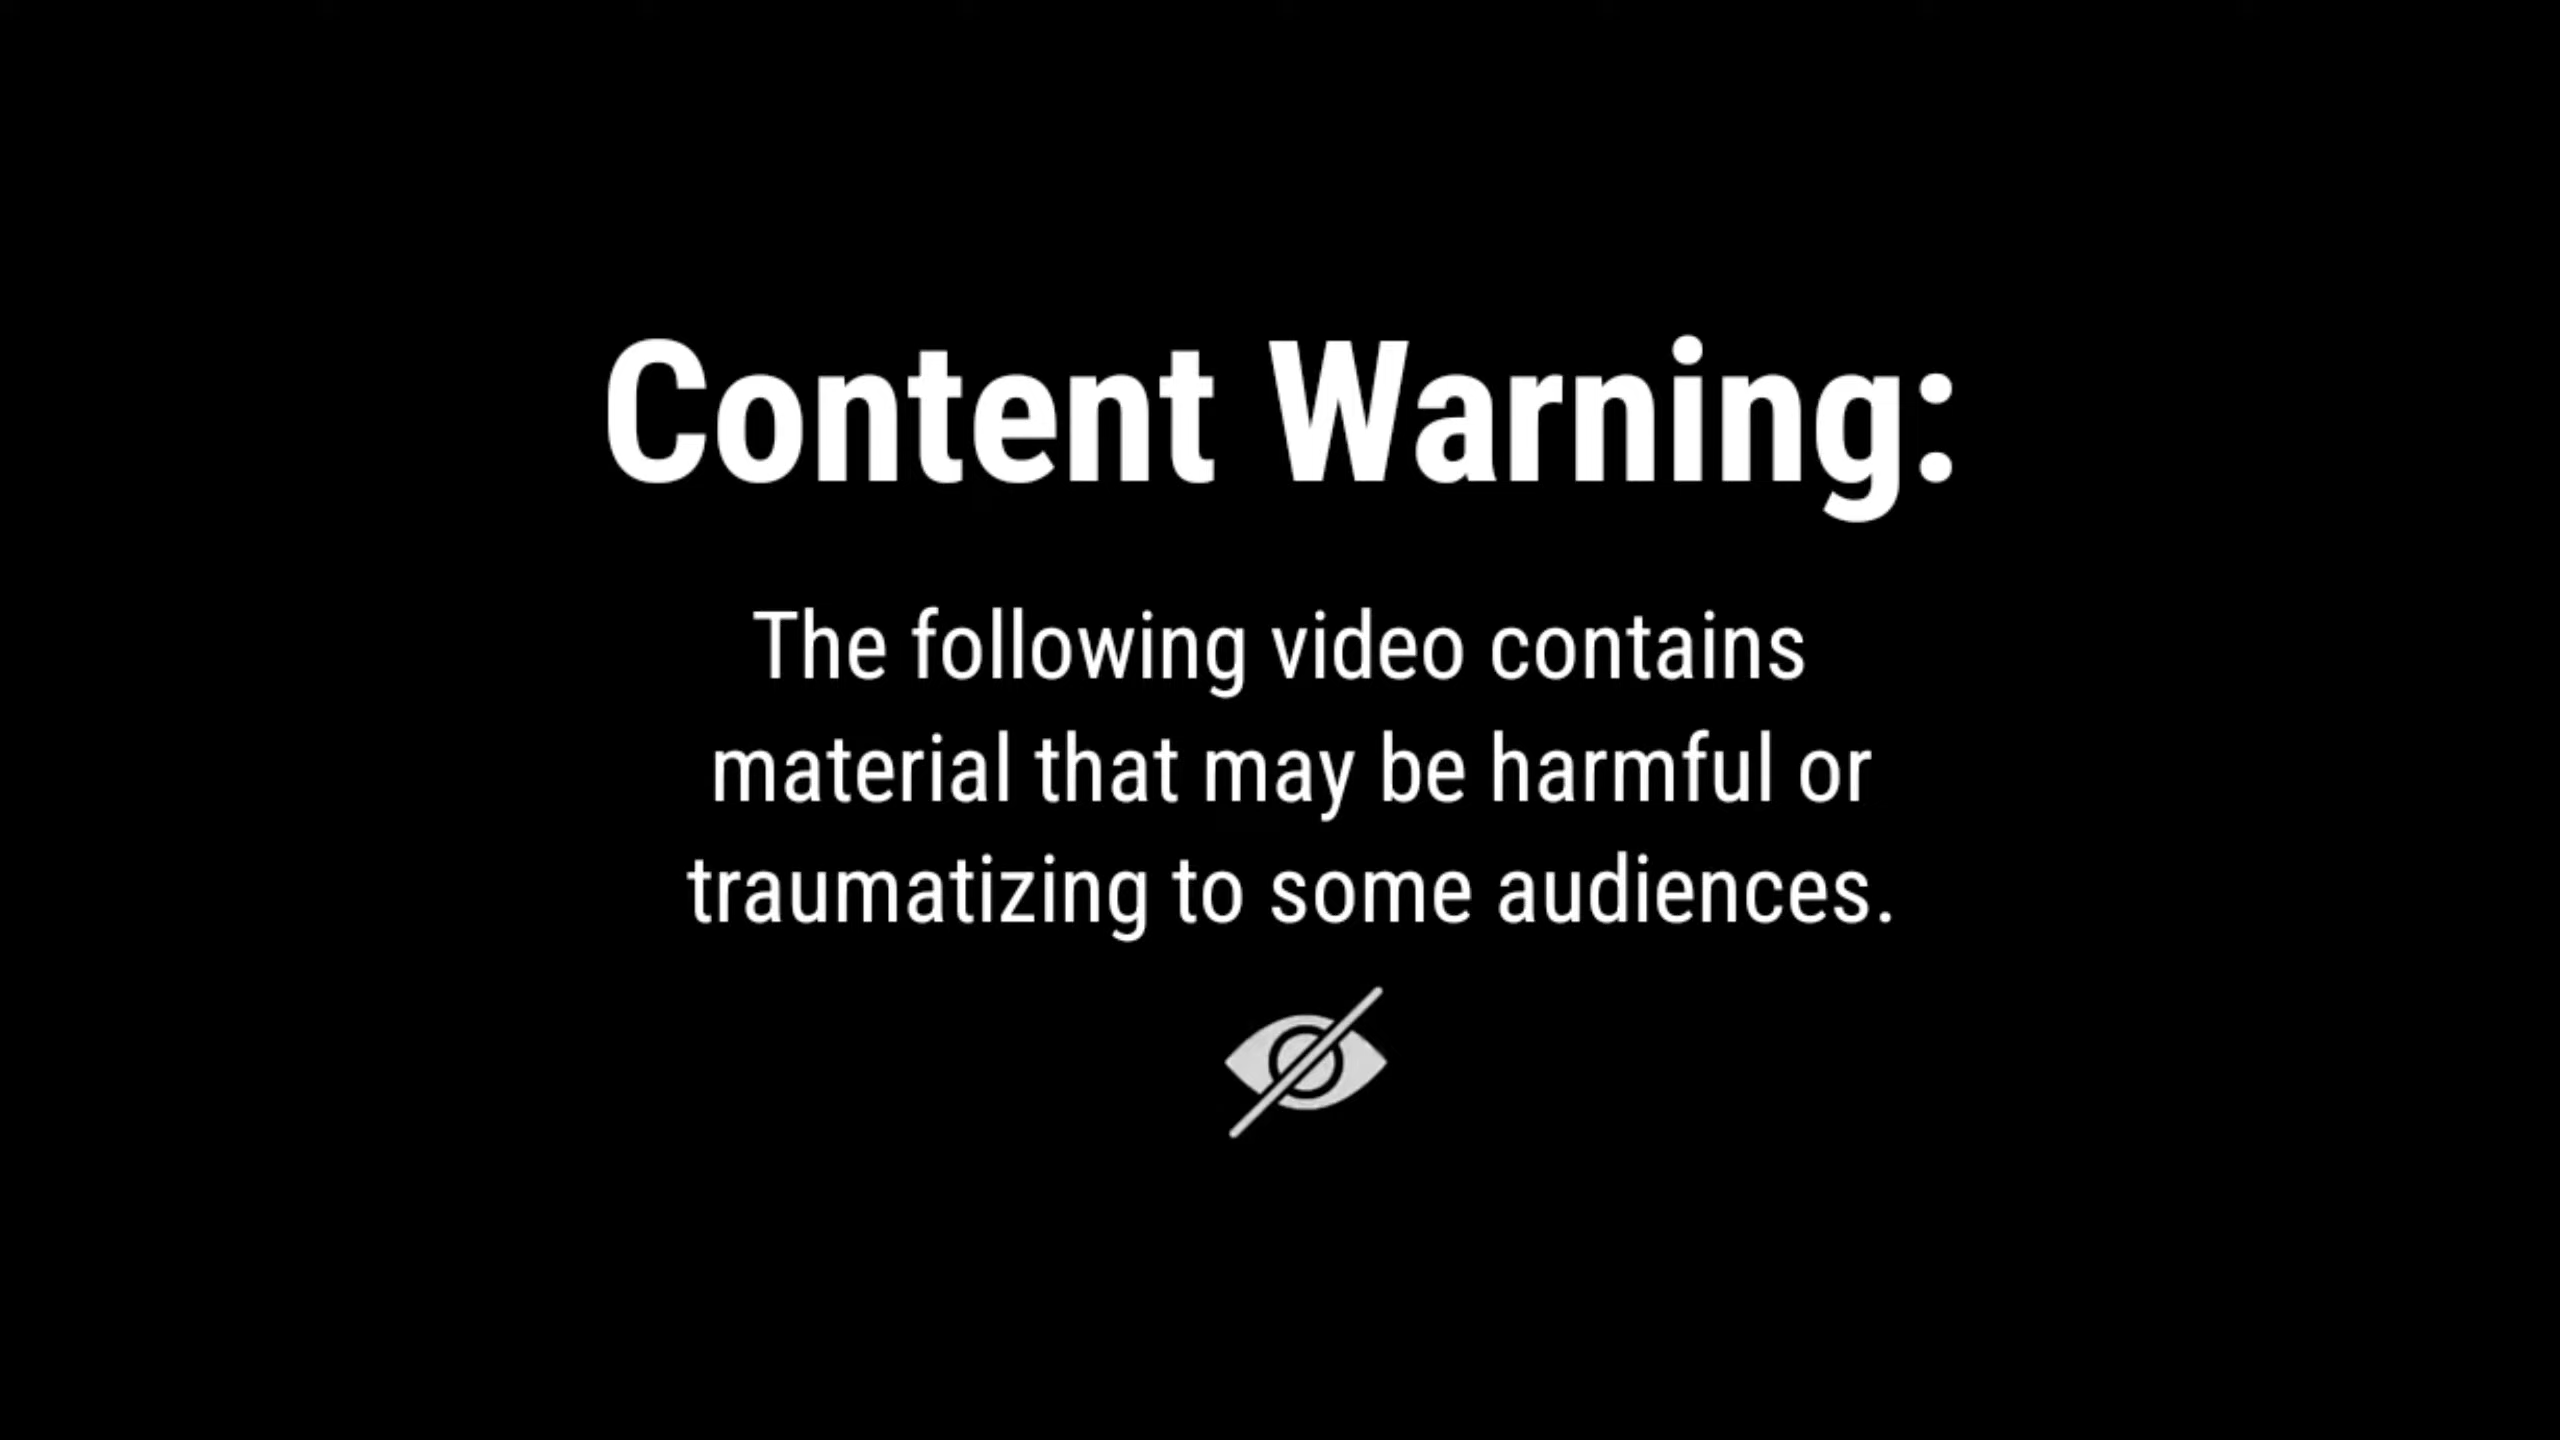 Content Warning:
The following video contains
material that may be harmful or
traumatizing to some audiences.